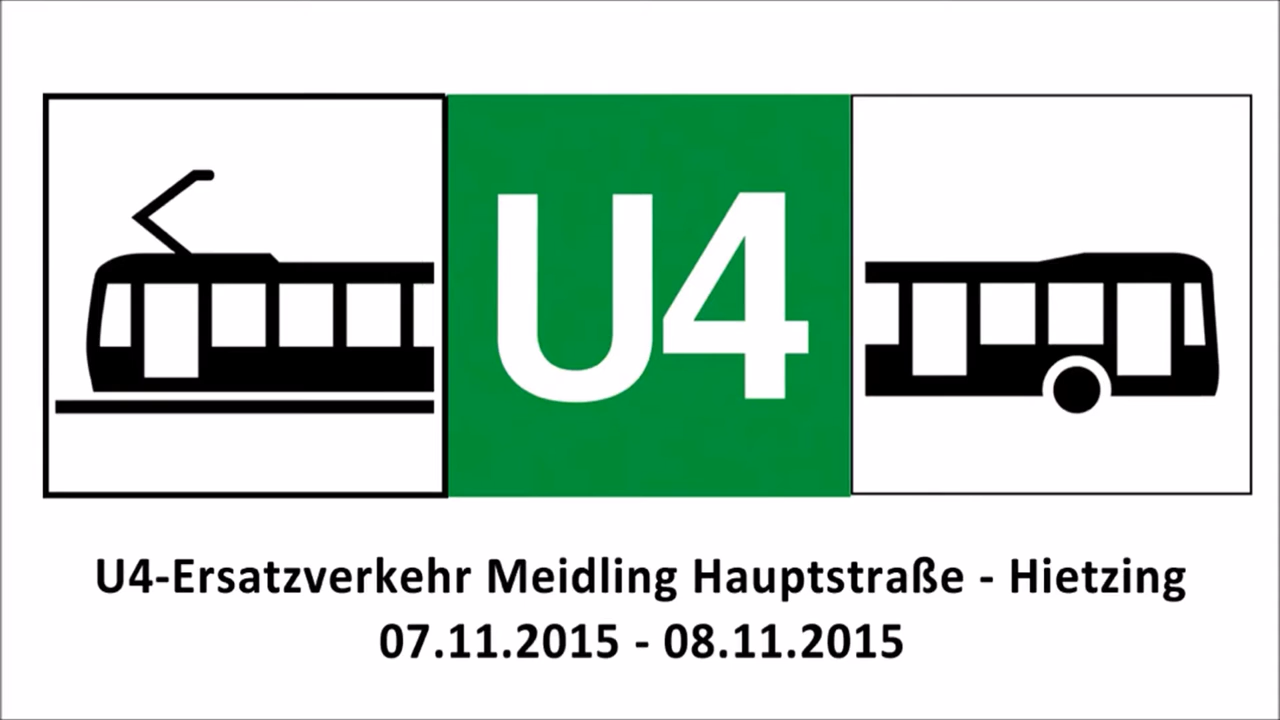 U4
U4-Ersatzverkehr Meidling Hauptstraße - Hietzing
07.11.2015 - 08.11.2015